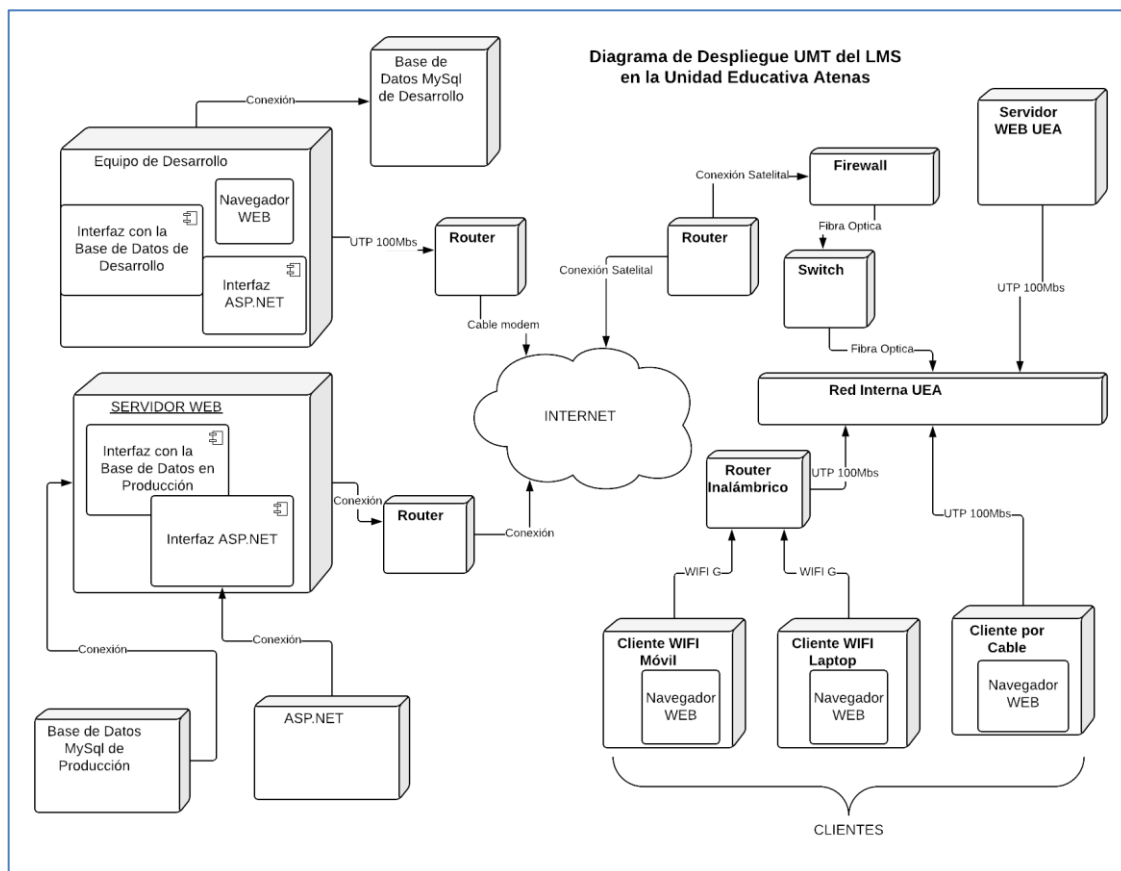 Diagrama de Despliegue UMT del LMS
en la Unidad Educativa Atenas
Base de
Datos MySql
de Desarrollo
Conexión
Equipo de Desarrollo
Navegador
WEB
Interfaz con la
Base de Datos de
Desarrollo
Interfaz
ASP.NET
UTP 100Mbs
Router
Cable modem
Servidor
WEB UEA
Firewall
Conexión Satelital
Router
Fibra Optica
Conexión Satelital
Switch
UTP 100Mbs
Fibra Optica
Red Interna UEA
INTERNET
SERVIDOR WEB
Interfaz con la
Base de Datos en
Producción
Interfaz ASP.NET
Conexión
Router
Conexión
Router
Inalámbrico
UTP 100Mbs
UTP 100Mbs
WIFI G
WIFI G
Conexión
Conexión
Base de Datos
MySql de
Producción
ASP.NET
Cliente WIFI
Móvil
Navegador
WEB
Cliente WIFI
Laptop
Navegador
WEB
Cliente por
Cable
Navegador
WEB
CLIENTES